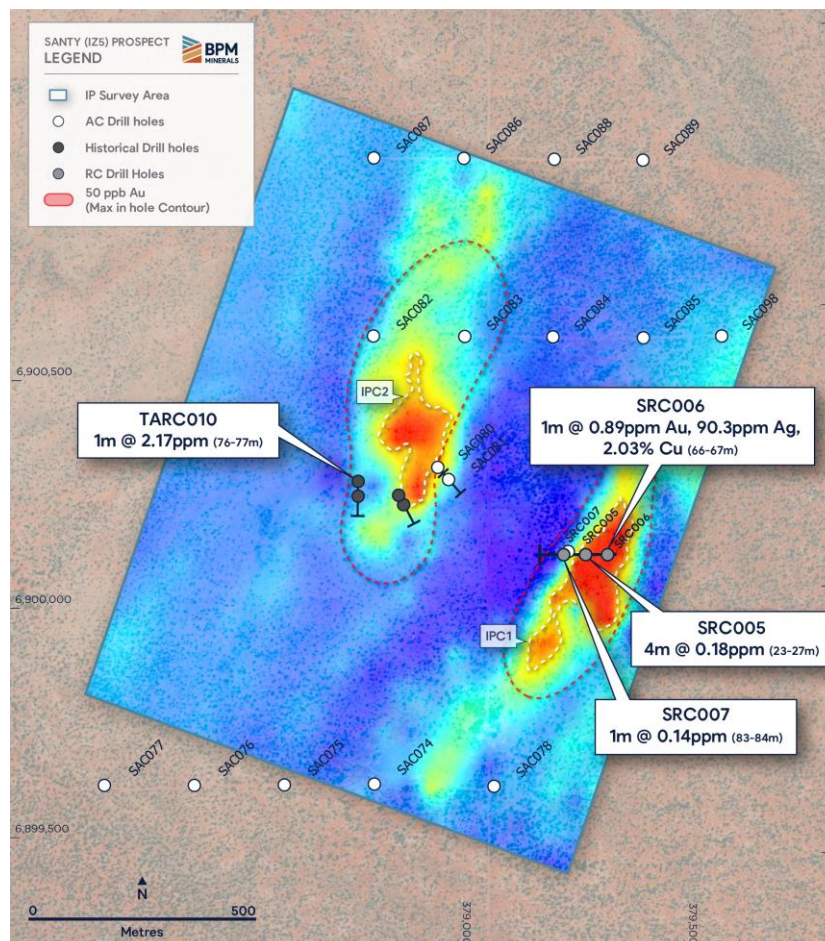 SANTY (IZ5) PROSPECT
LEGEND
BPM
MINERALS
IP Survey Area
AC Drill holes
Historical Drill holes
RC Drill Holes
50 ppb Au
(Max in hole Contour)
SAC087
SAC086
SAC088
SAC089
SAC082
SAC083
SAC084
SAC085
SAC098
6,900,500
IPC2
TARC010
1m @ 2.17ppm (76-77m)
SRC006
1m @ 0.89ppm Au, 90.3ppm Ag,
2.03% Cu (66-67m)
SAC080
SRC007
SRC005
SRC006
6,900,000
IPC1
SRC005
4m @ 0.18ppm (23-27m)
SRC007
1m @ 0.14ppm (83-84m)
SAC077
SAC076
SAC075
SAC074
SAC078
6,899,500
N
0 500
Metres
379,000
379,500